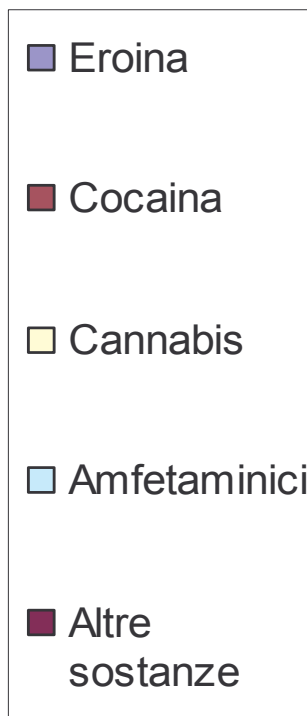 Eroina
Cocaina
Cannabis
Amfetaminici
Altre
sostanze